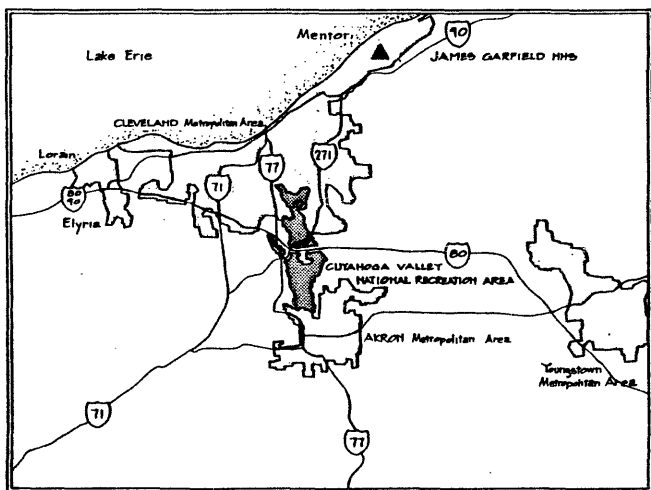 Mentor
90
Lake Erie
JAMES GARFIELD NHS
CLEVELAND Metropolitan Area
Lorain
271
77
71
80
90
Elyria
80
CUYAHOGA VALLEY
NATIONAL RECREATION AREA
AKRON Metropolitan Area
Youngstown
Metropolitan Area
71
77